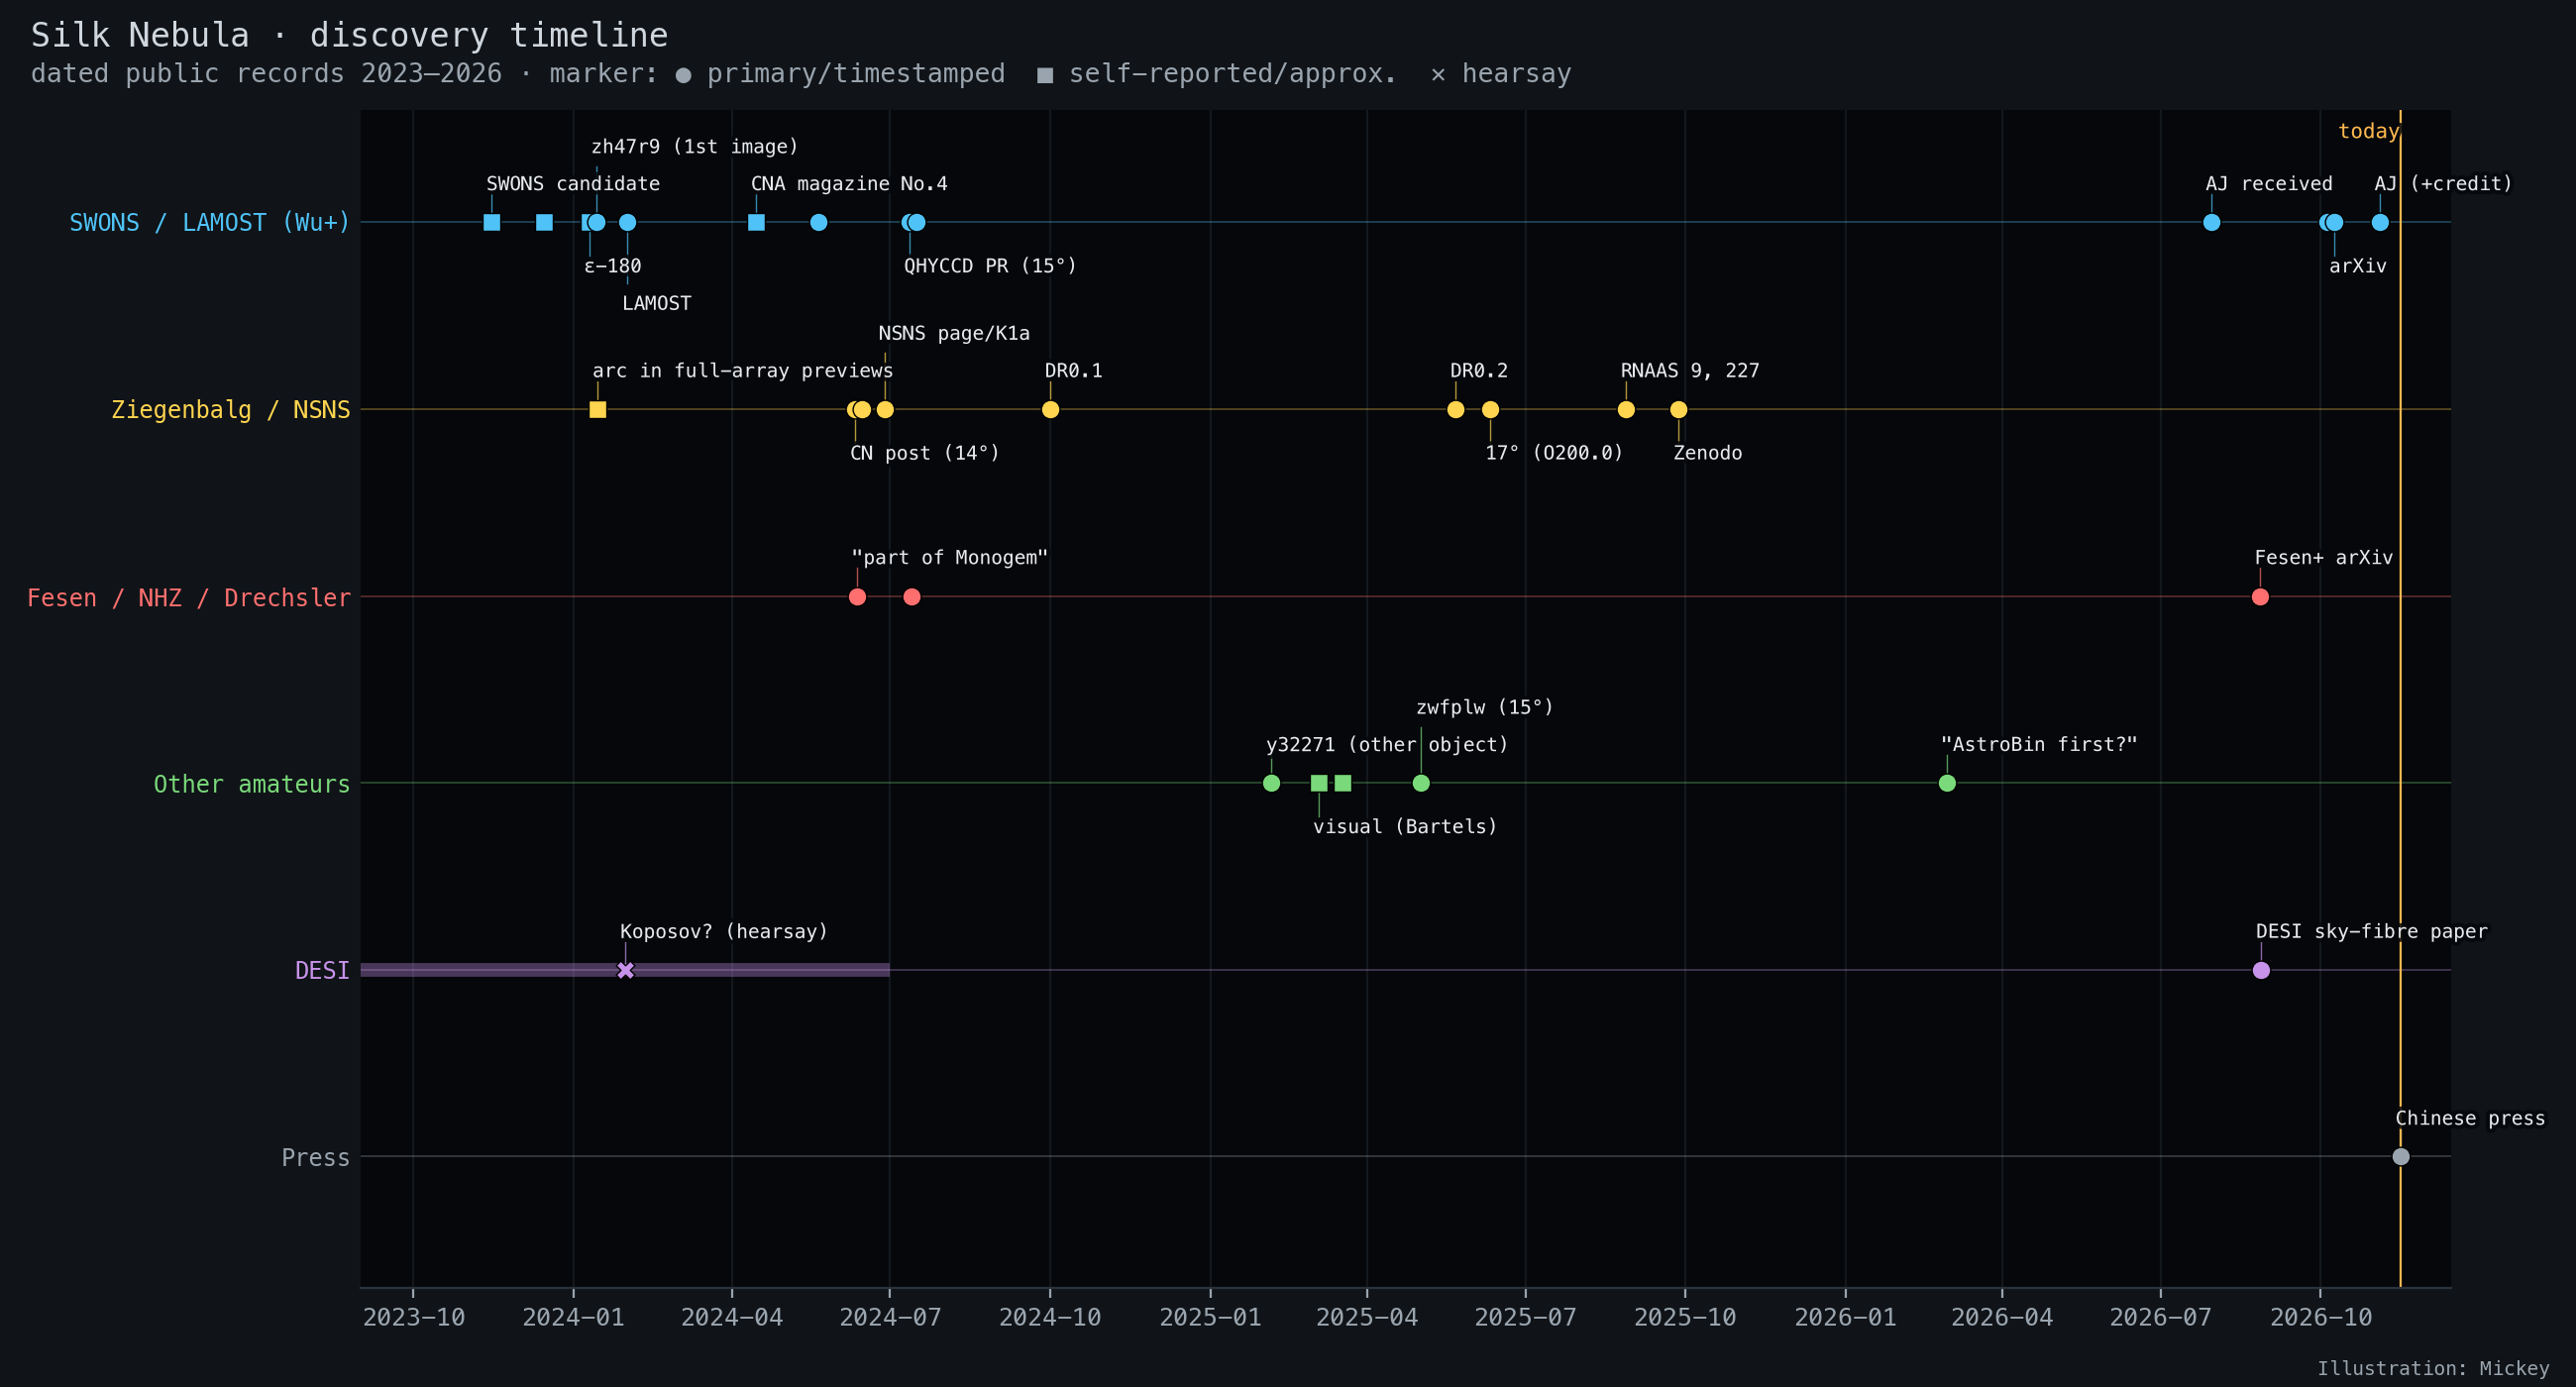 Silk Nebula · discovery timeline
dated public records 2023–2026 · marker: ● primary/timestamped ■ self-reported/approx. × hearsay
today
zh47r9 (1st image)
SWONS candidate
CNA magazine No.4
AJ received
AJ (+credit)
SWONS / LAMOST (Wu+)
ε-180
QHYCCD PR (15°)
arXiv
LAMOST
NSNS page/K1a
arc in full-array previews
DR0.1
DR0.2
RNAAS 9, 227
Ziegenbalg / NSNS
CN post (14°)
17° (O200.0)
Zenodo
"part of Monogem"
Fesen+ arXiv
Fesen / NHZ / Drechsler
zwfplw (15°)
y32271 (other object)
"AstroBin first?"
Other amateurs
visual (Bartels)
Koposov? (hearsay)
DESI sky-fibre paper
DESI
Chinese press
Press
2023-10 2024-01 2024-04 2024-07 2024-10 2025-01 2025-04 2025-07 2025-10 2026-01 2026-04 2026-07 2026-10
Illustration: Mickey